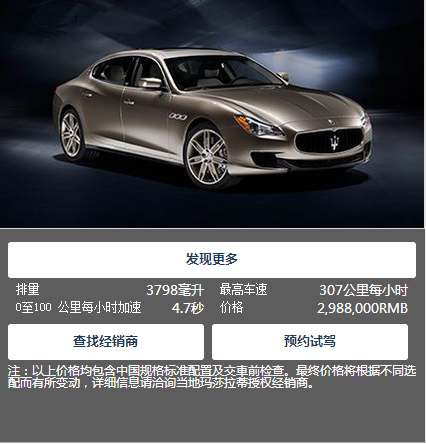 发现更多
排量 3798毫升 最高车速 307公里每小时
0至100 公里每小时加速 4.7秒 价格 2,988,000RMB
查找经销商 预约试驾
注：以上价格均包含中国规格标准配置及交車前检查。最终价格将根据不同选
配而有所变动，详细信息请洽询当地玛莎拉蒂授权经销商。